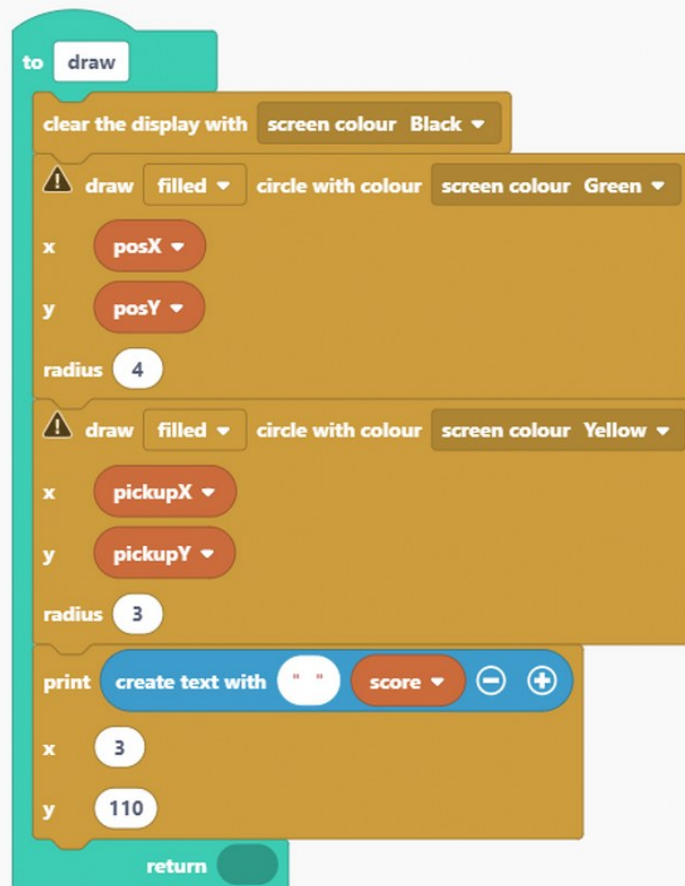 to draw
clear the display with screen colour Black
draw filled circle with colour screen colour Green
x posX
y posY
radius 4
draw filled circle with colour screen colour Yellow
x pickupX
y pickupY
radius 3
print create text with " " score
x 3
y 110
return